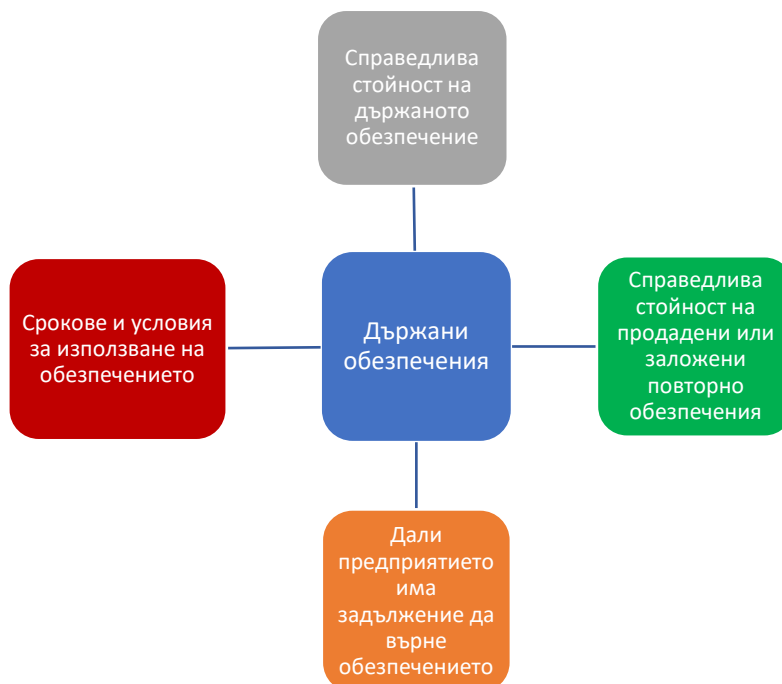 Справедлива
стойност на
държаното
обезпечение
Срокове и условия
за използване на
обезпечението
Държани
обезпечения
Справедлива
стойност на
продадени или
заложени
повторно
обезпечения
Дали
предприятието
има
задължение да
върне
обезпечението